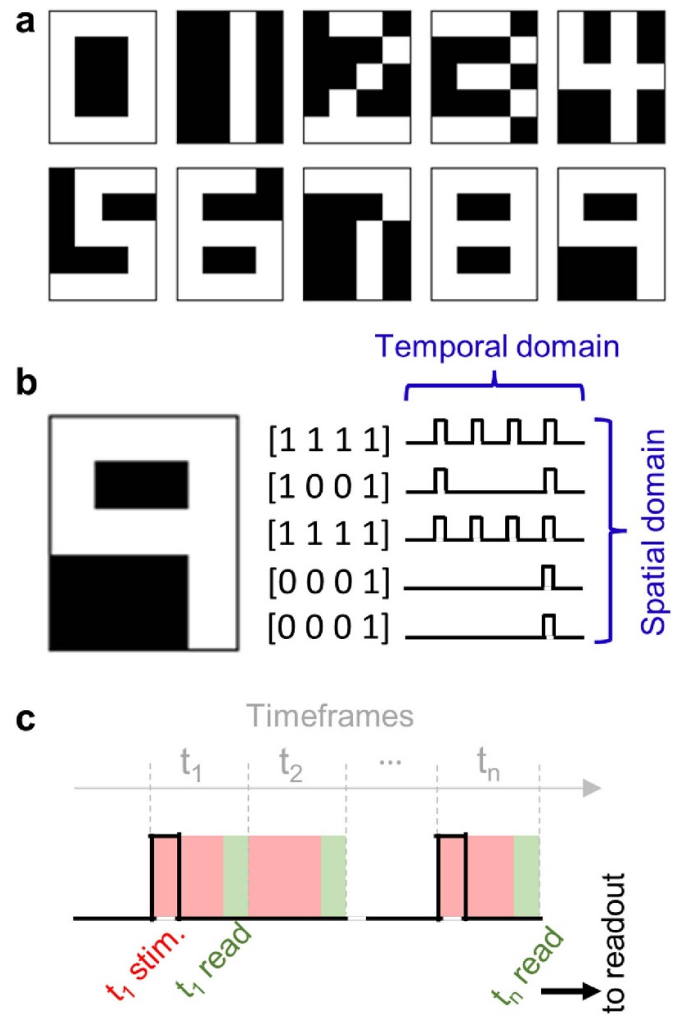 a
b
Temporal domain
[1 1 1 1]
[1 0 0 1]
[1 1 1 1]
[0 0 0 1]
[0 0 0 1]
Spatial domain
c
Timeframes
t1 t2 ... tn
t1 stim.
t1 read
tn read
to readout